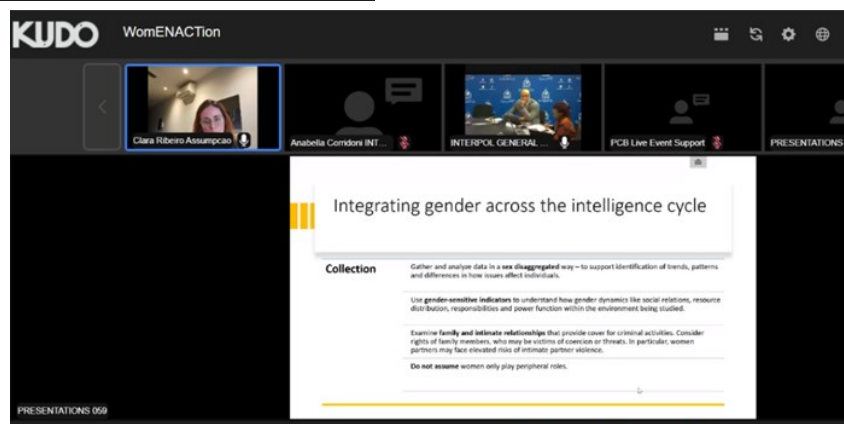 KUDO
WomENACTion
Clara Ribeiro Assumpcao
Anabella Corridoni INT...
INTERPOL GENERAL ...
PCB Live Event Support
PRESENTATIONS
Integrating gender across the intelligence cycle
Collection
Gather and analyze data in a sex disaggregated way – to support identification of trends, patterns
and differences in how issues affect individuals.
Use gender-sensitive indicators to understand how gender dynamics like social relations, resource
distribution, responsibilities and power function within the environment being studied.
Examine family and intimate relationships that provide cover for criminal activities. Consider
rights of family members, who may be victims of coercion or threats. In particular, women
partners may face elevated risks of intimate partner violence.
Do not assume women only play peripheral roles.
PRESENTATIONS 059